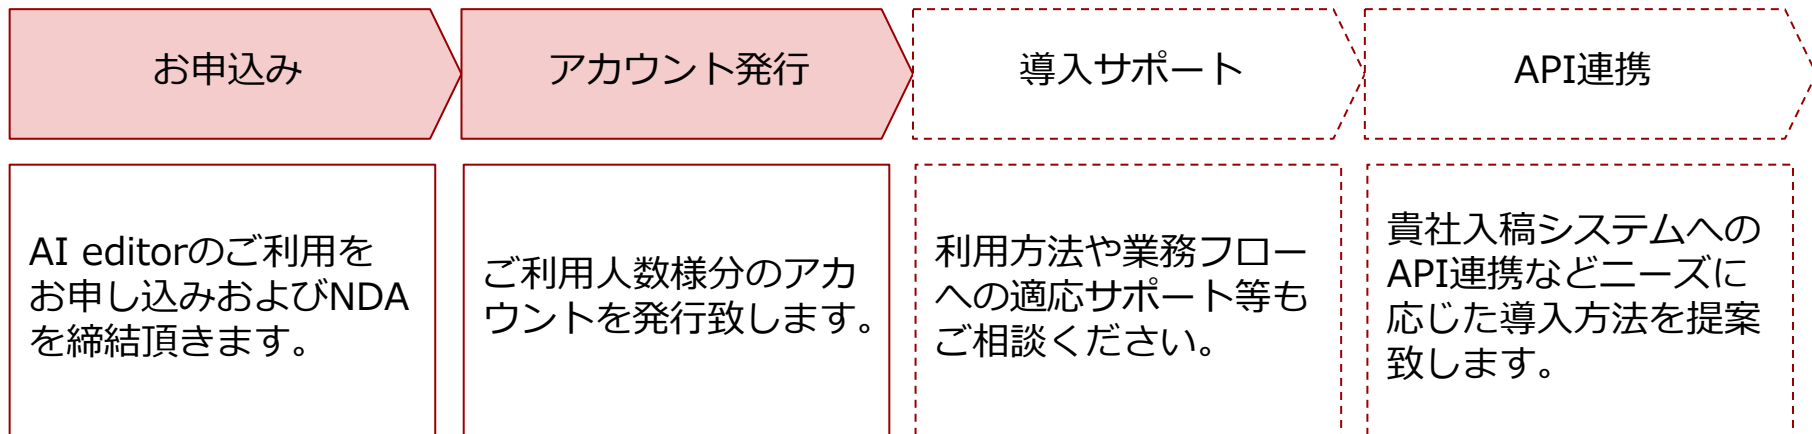 お申込み
アカウント発行
導入サポート
API連携
AI editorのご利用を
お申し込みおよびNDA
を締結頂きます。
ご利用人数様分のアカ
ウントを発行致します。
利用方法や業務フロー
への適応サポート等も
ご相談ください。
貴社入稿システムへの
API連携などニーズに
応じた導入方法を提案
致します。